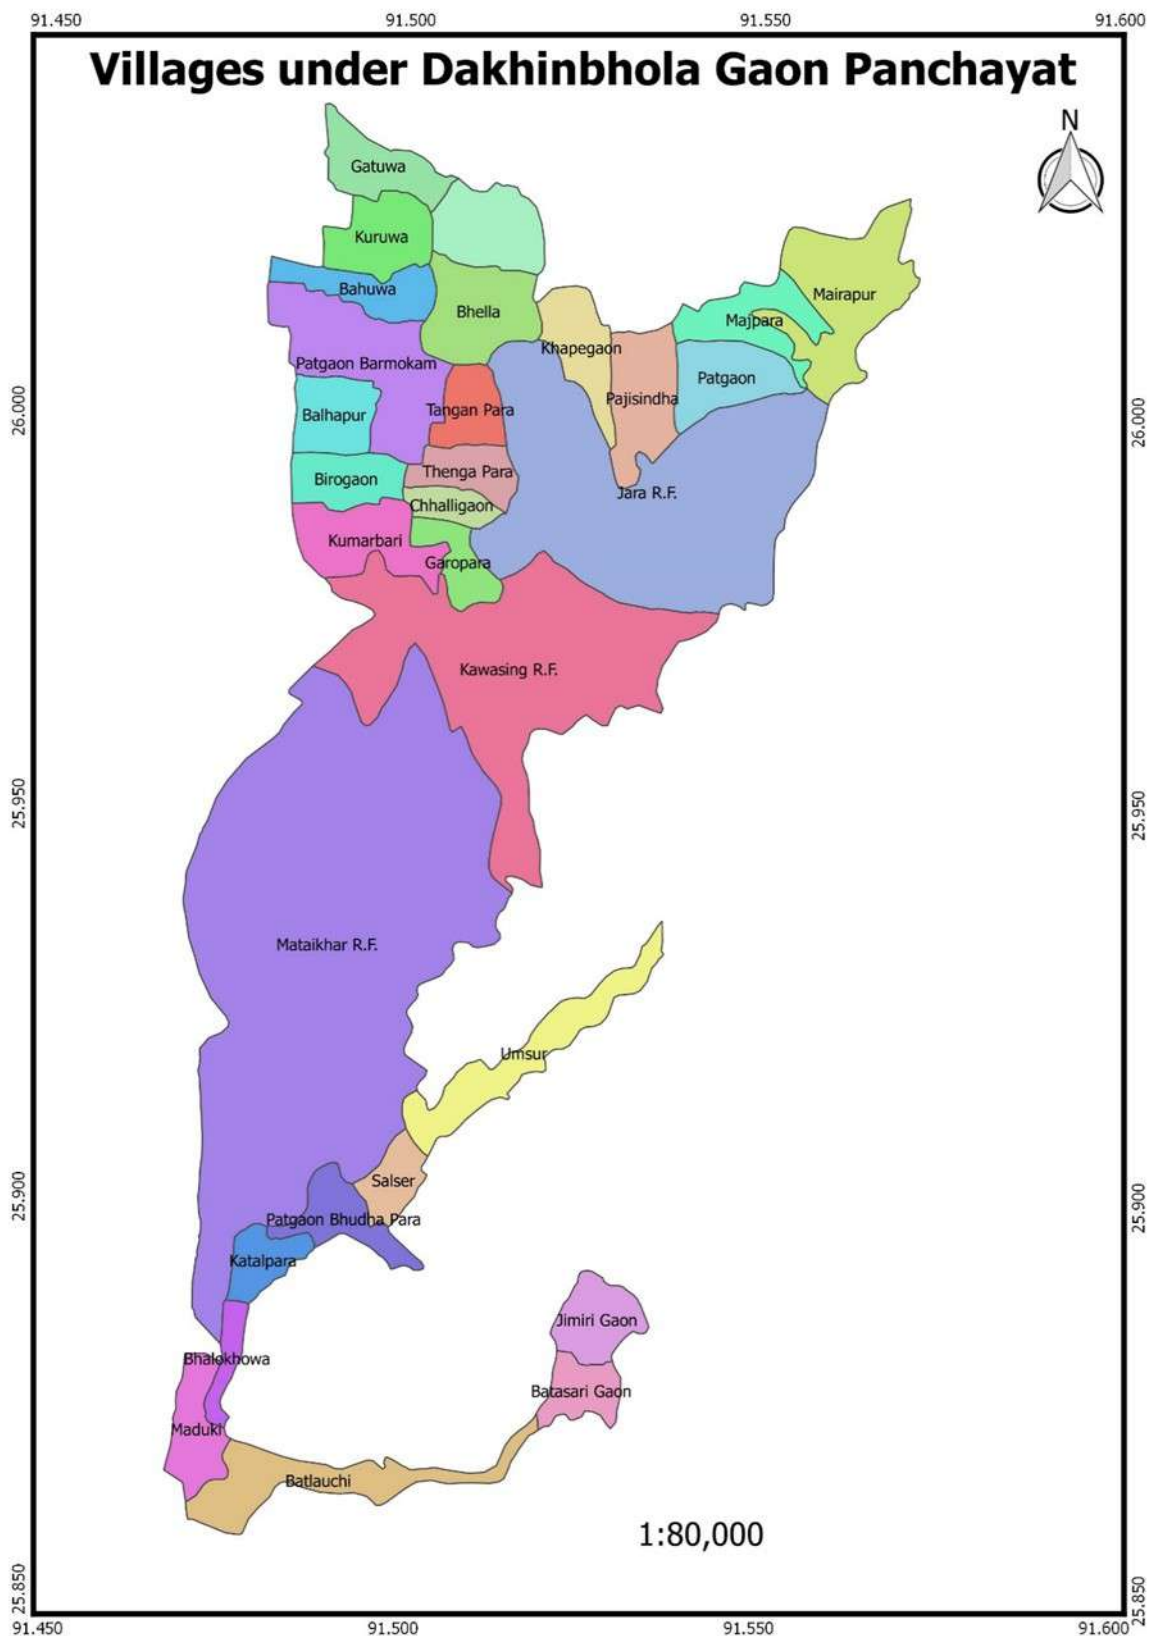 91.450
91.500
91.550
91.600
Villages under Dakhinbhola Gaon Panchayat
N
Gatuwa
Kuruwa
Bahuwa
Bhella
Mairapur
Majpara
Khapegaon
Patgaon Barmokam
Patgaon
Pajisindha
Balhapur
Tangan Para
26.000
26.000
Thenga Para
Birogaon
Jara R.F.
Chhalligaon
Kumarbari
Garopara
Kawasing R.F.
25.950
25.950
Mataikhar R.F.
Umsur
Salser
25.900
25.900
Patgaon Bhudha Para
Katalpara
Jimiri Gaon
Bhalokhowa
Batasari Gaon
Maduki
Batlauchi
1:80,000
25.850
25.850
91.450
91.500
91.550
91.600